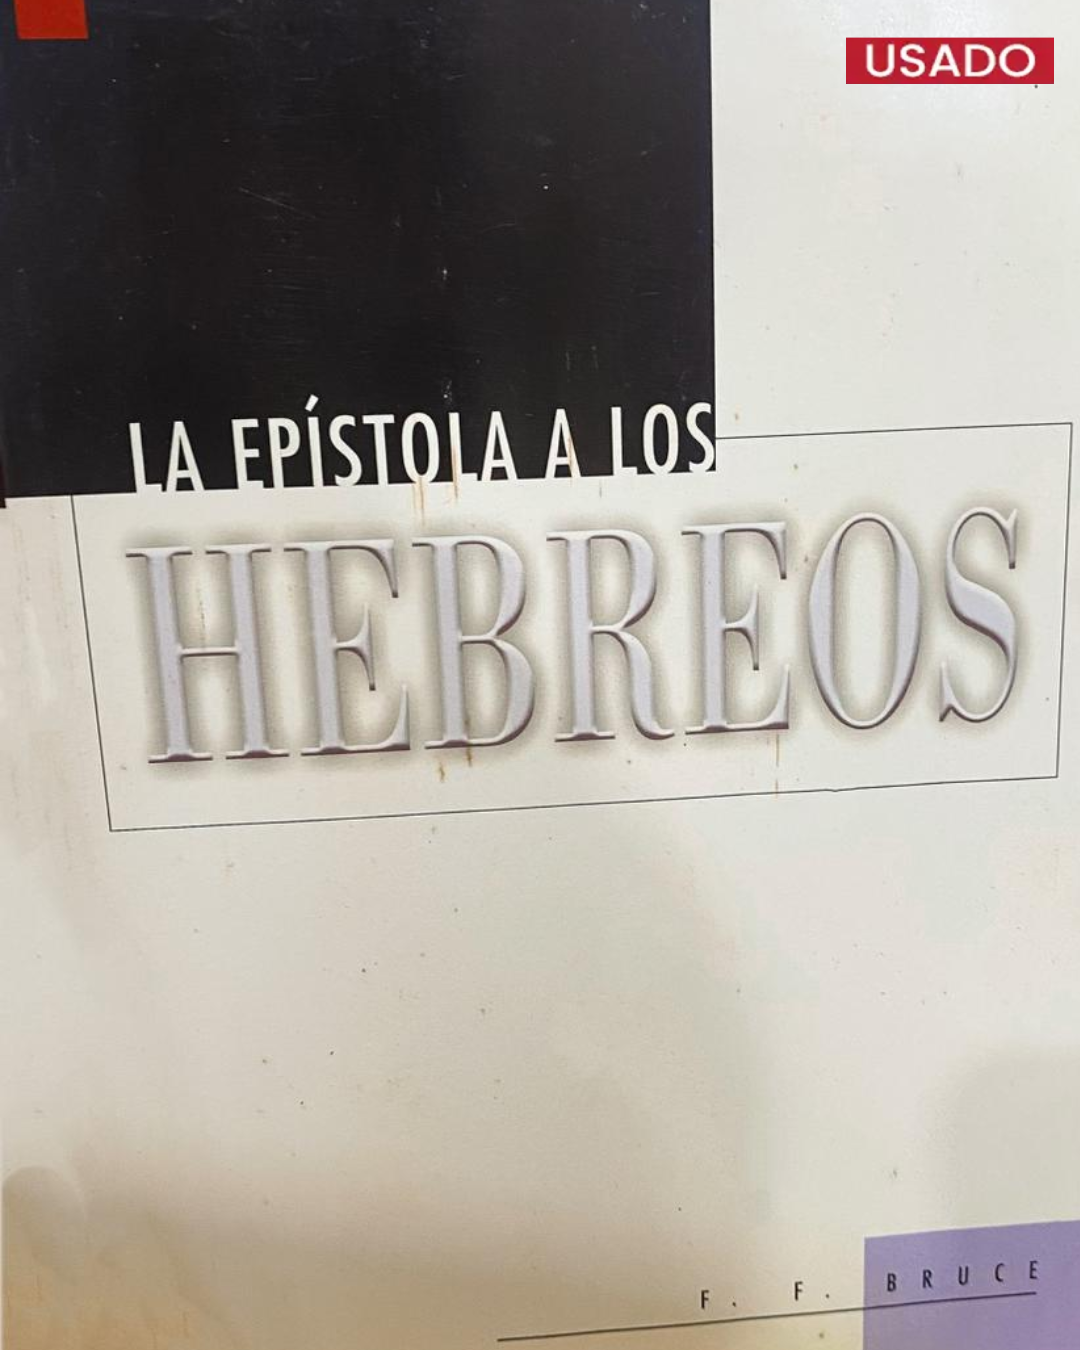 USADO
LA EPÍSTOLA A LOS
HEBREOS
F. F. BRUCE